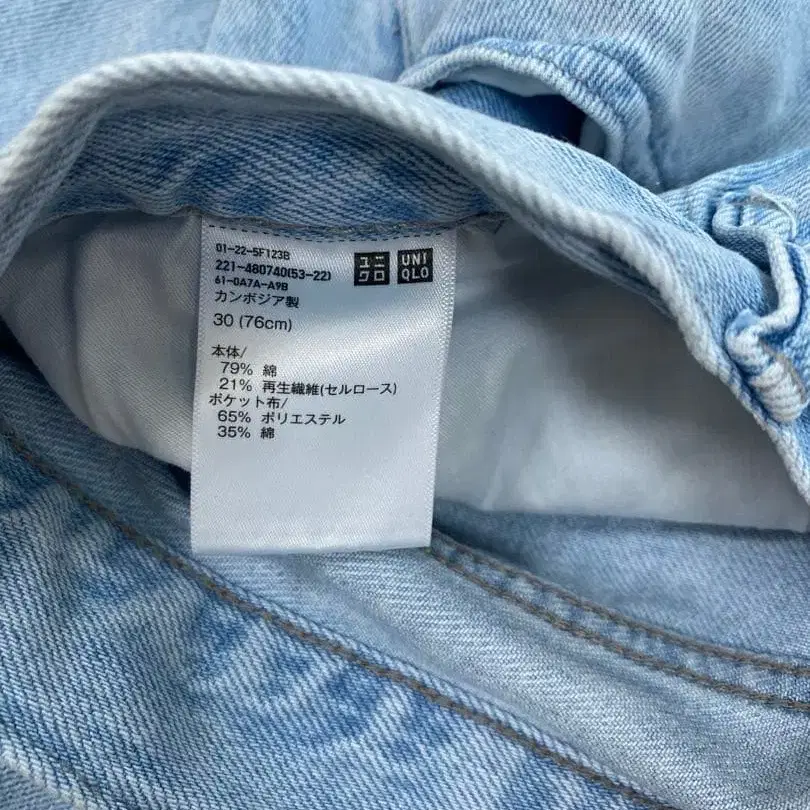 01-22-5F123B
221-480740(53-22)
61-0A7A-A9B
ユニ
クロ
UNI
QLO
カンボジア製
30 (76cm)
本体/
79% 綿
21% 再生繊維(セルロース)
ポケット布/
65% ポリエステル
35% 綿